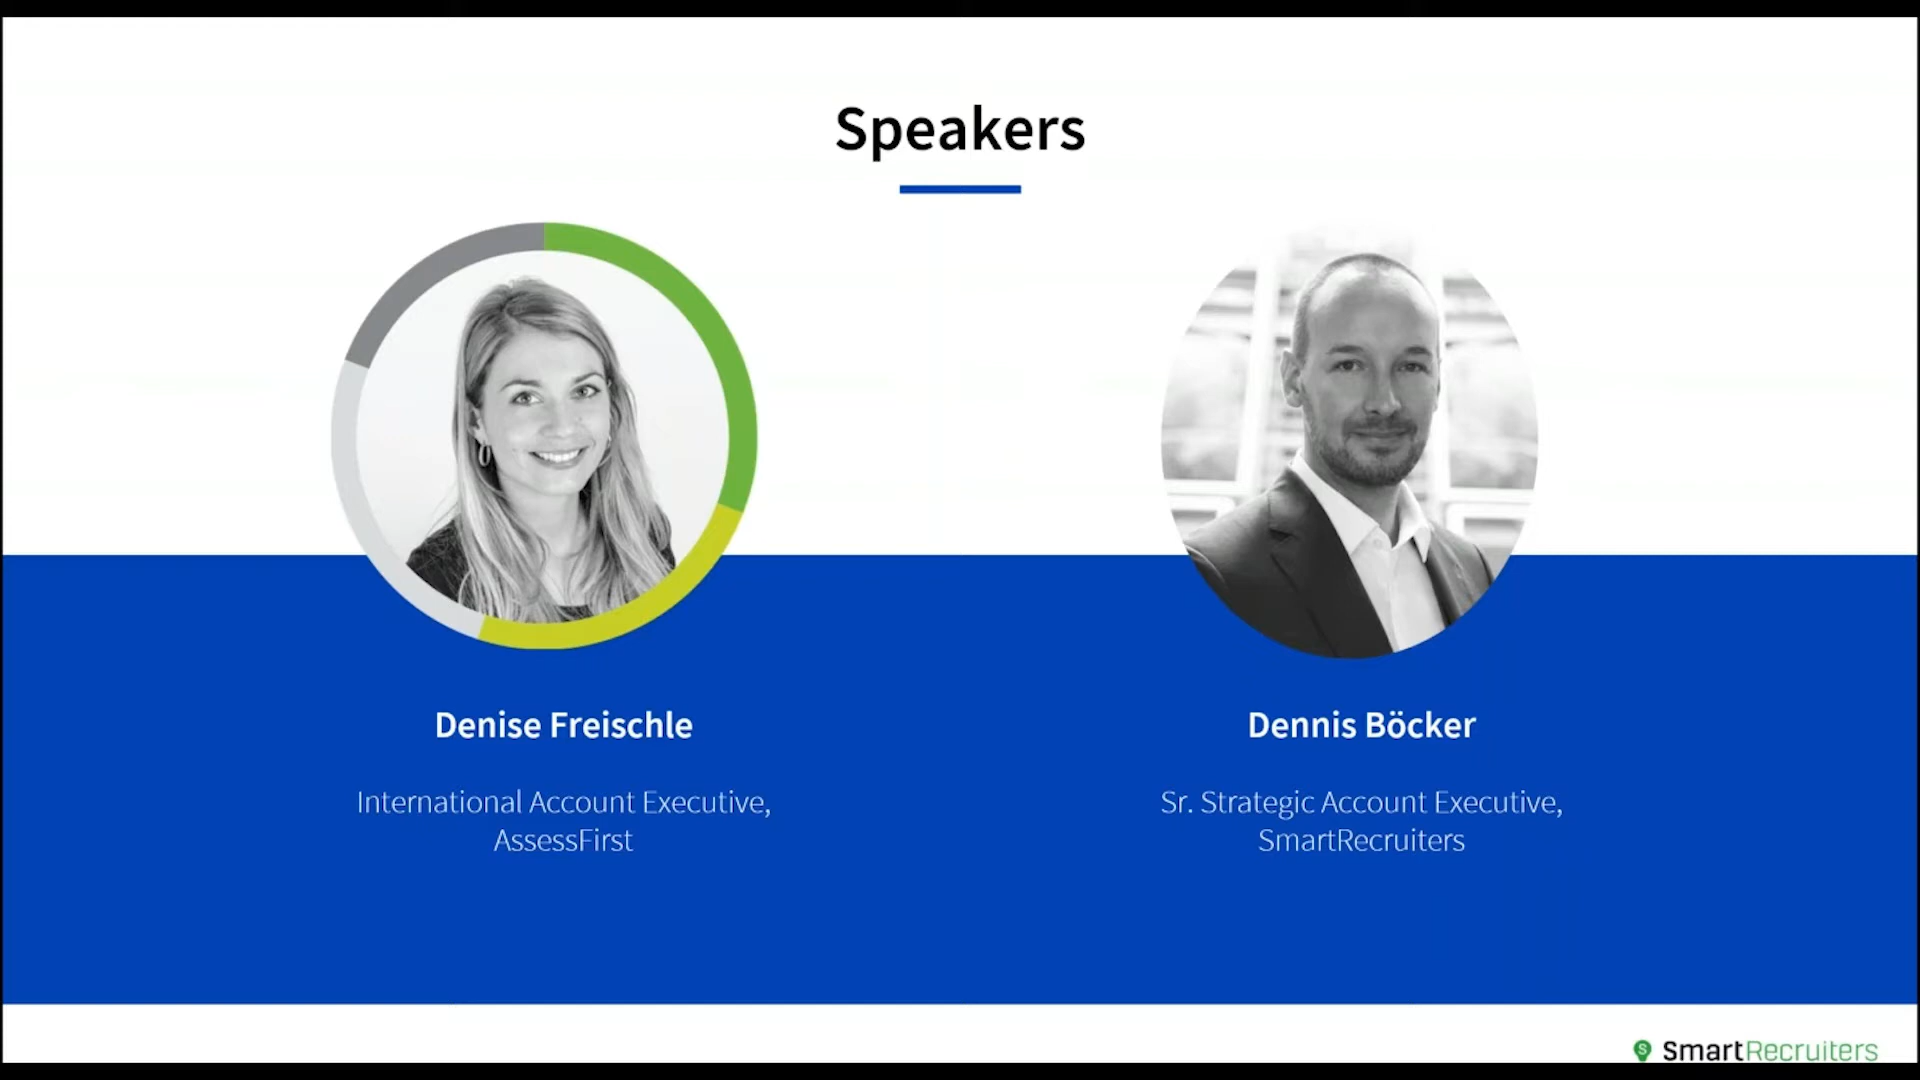 Speakers
Denise Freischle
International Account Executive,
AssessFirst
Dennis Böcker
Sr. Strategic Account Executive,
SmartRecruiters
S SmartRecruiters